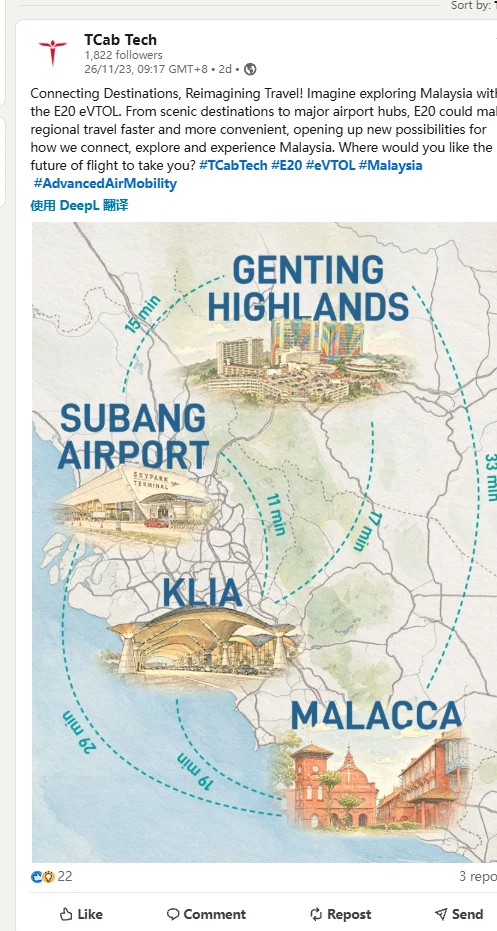 Sort by:
TCab Tech
1,822 followers
26/11/23, 09:17 GMT+8 • 2d •
Connecting Destinations, Reimagining Travel! Imagine exploring Malaysia with
the E20 eVTOL. From scenic destinations to major airport hubs, E20 could
regional travel faster and more convenient, opening up new possibilities for
how we connect, explore and experience Malaysia. Where would you like the
future of flight to take you? #TCabTech #E20 #eVTOL #Malaysia
#AdvancedAirMobility
使用 DeepL 翻译
GENTING
HIGHLANDS
15 min
SUBANG
AIRPORT
SKYPARK
TERMINAL
33 min
11 min
17 min
KLIA
MALACCA
29 min
19 min
22
3 repo
Like
Comment
Repost
Send